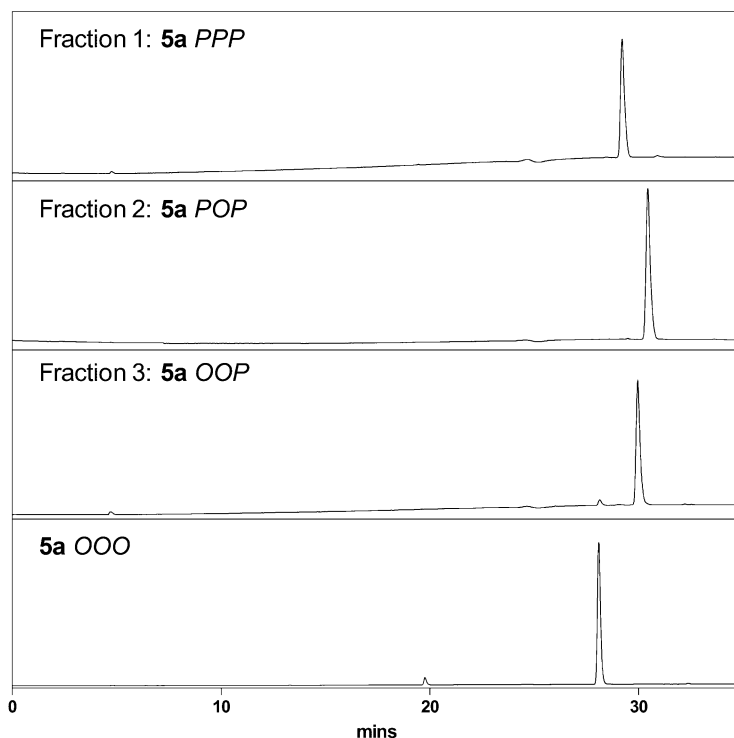 Fraction 1: 5a PPP
Fraction 2: 5a POP
Fraction 3: 5a OOP
5a OOO
0 10 20 30
mins